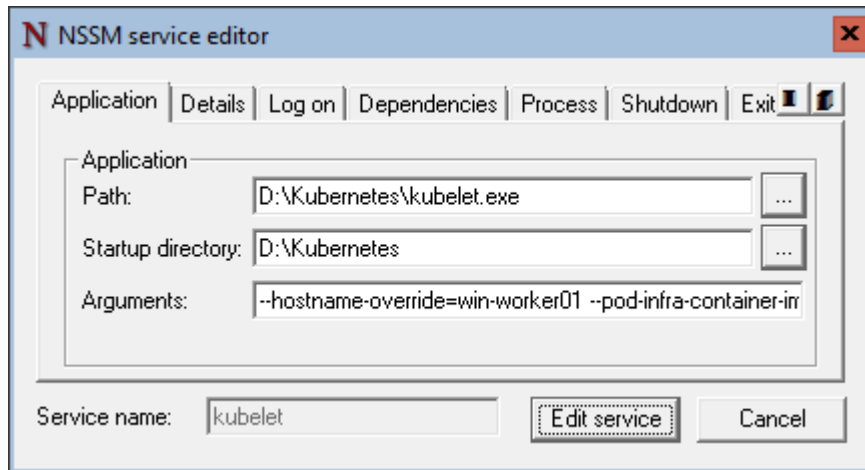 N NSSM service editor
Application Details Log on Dependencies Process Shutdown Exit
Application
Path: D:\Kubernetes\kubelet.exe ...
Startup directory: D:\Kubernetes ...
Arguments: --hostname-override=win-worker01 --pod-infra-container-in
Service name: kubelet Edit service Cancel